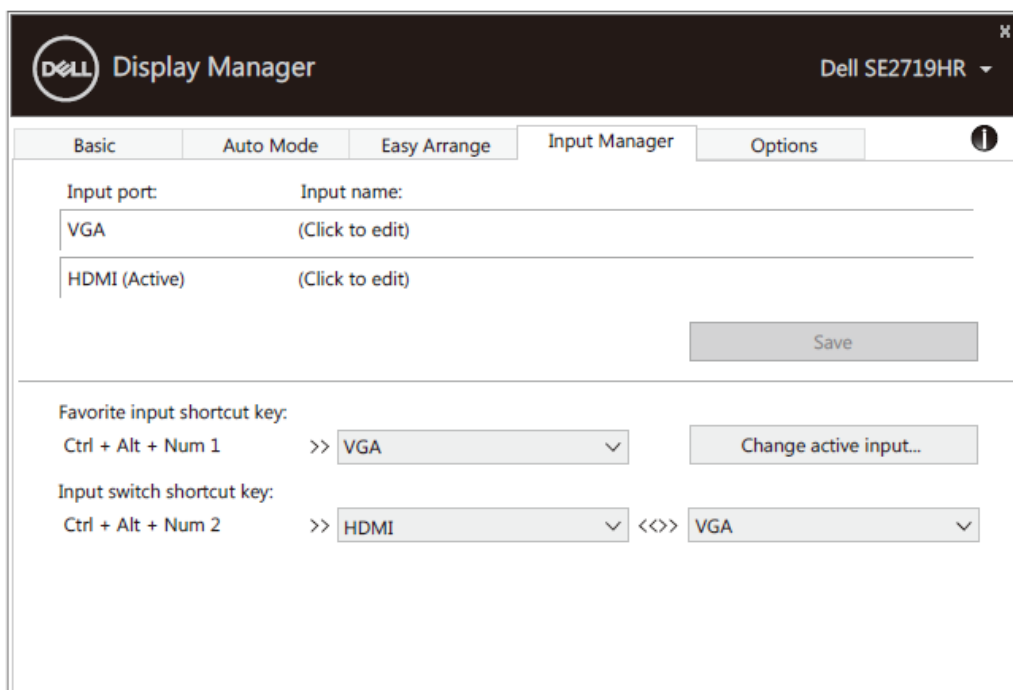 DELL Display Manager
Dell SE2719HR
Basic Auto Mode Easy Arrange Input Manager Options
Input port: Input name:
VGA (Click to edit)
HDMI (Active) (Click to edit)
Save
Favorite input shortcut key:
Ctrl + Alt + Num 1 >> VGA Change active input...
Input switch shortcut key:
Ctrl + Alt + Num 2 >> HDMI <<>> VGA